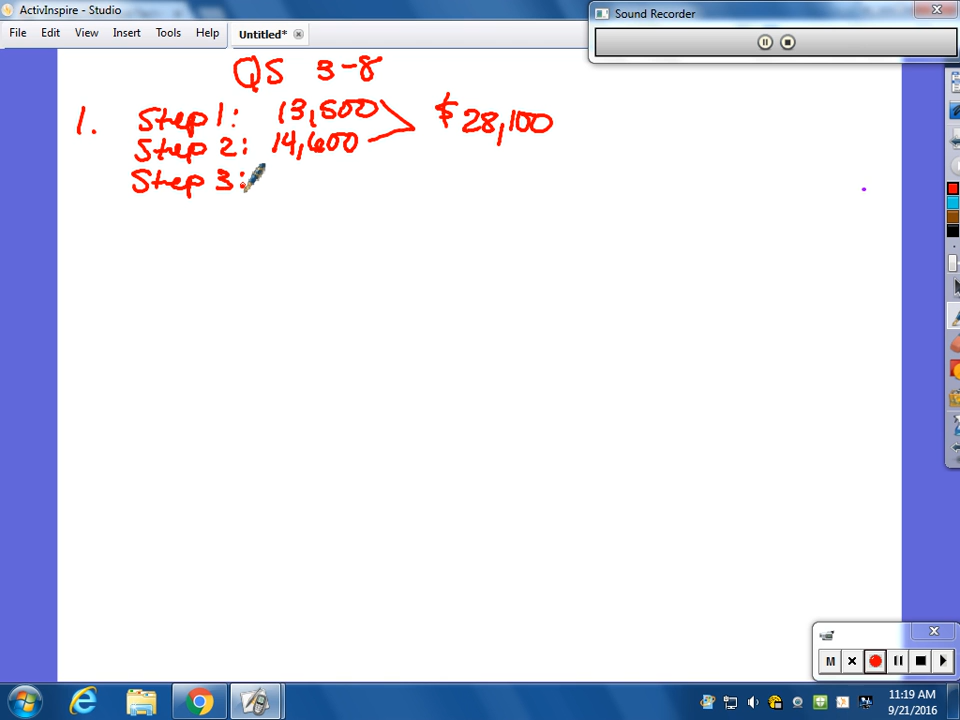 ActivInspire - Studio
Sound Recorder
File Edit View Insert Tools Help
Untitled*
QS 3-8
1. Step 1: 13,500 $28,100
Step 2: 14,600
Step 3:
M
11:19 AM
9/21/2016